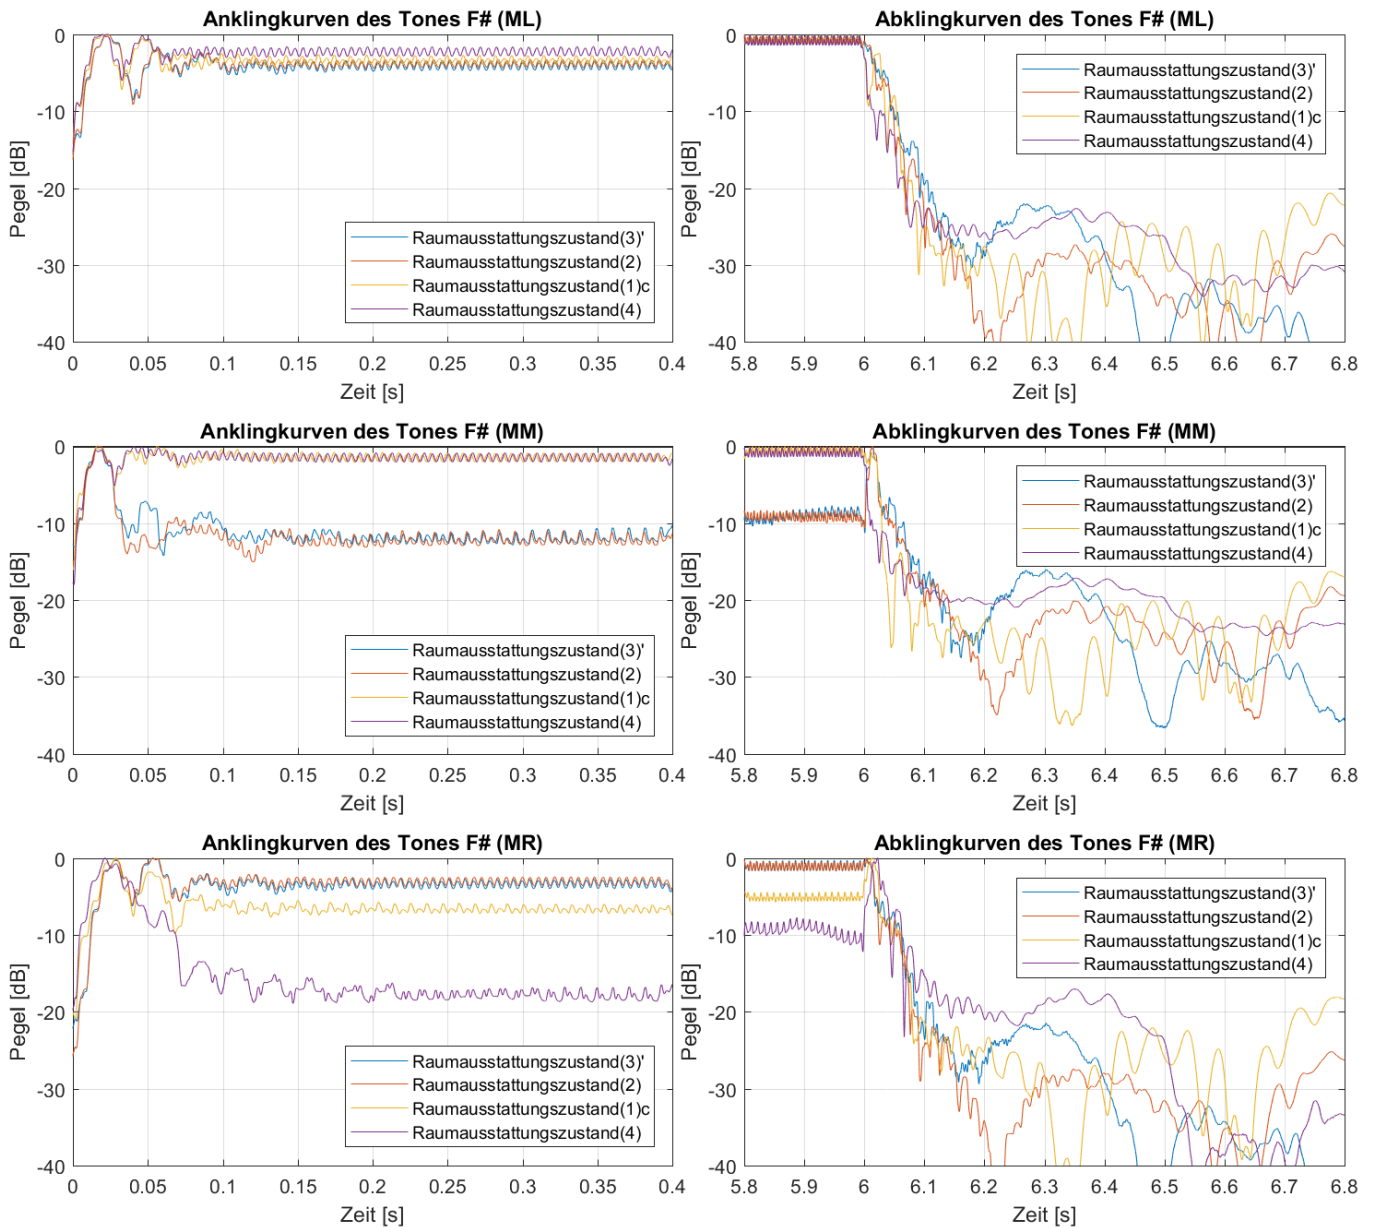 Anklingkurven des Tones F# (ML)
0
-10
-20
-30
-40
Pegel [dB]
Raumausstattungszustand(3)'
Raumausstattungszustand(2)
Raumausstattungszustand(1)c
Raumausstattungszustand(4)
0 0.05 0.1 0.15 0.2 0.25 0.3 0.35 0.4
Zeit [s]
Abklingkurven des Tones F# (ML)
0
-10
-20
-30
-40
Pegel [dB]
Raumausstattungszustand(3)'
Raumausstattungszustand(2)
Raumausstattungszustand(1)c
Raumausstattungszustand(4)
5.8 5.9 6 6.1 6.2 6.3 6.4 6.5 6.6 6.7 6.8
Zeit [s]
Anklingkurven des Tones F# (MM)
0
-10
-20
-30
-40
Pegel [dB]
Raumausstattungszustand(3)'
Raumausstattungszustand(2)
Raumausstattungszustand(1)c
Raumausstattungszustand(4)
0 0.05 0.1 0.15 0.2 0.25 0.3 0.35 0.4
Zeit [s]
Abklingkurven des Tones F# (MM)
0
-10
-20
-30
-40
Pegel [dB]
Raumausstattungszustand(3)'
Raumausstattungszustand(2)
Raumausstattungszustand(1)c
Raumausstattungszustand(4)
5.8 5.9 6 6.1 6.2 6.3 6.4 6.5 6.6 6.7 6.8
Zeit [s]
Anklingkurven des Tones F# (MR)
0
-10
-20
-30
-40
Pegel [dB]
Raumausstattungszustand(3)'
Raumausstattungszustand(2)
Raumausstattungszustand(1)c
Raumausstattungszustand(4)
0 0.05 0.1 0.15 0.2 0.25 0.3 0.35 0.4
Zeit [s]
Abklingkurven des Tones F# (MR)
0
-10
-20
-30
-40
Pegel [dB]
Raumausstattungszustand(3)'
Raumausstattungszustand(2)
Raumausstattungszustand(1)c
Raumausstattungszustand(4)
5.8 5.9 6 6.1 6.2 6.3 6.4 6.5 6.6 6.7 6.8
Zeit [s]